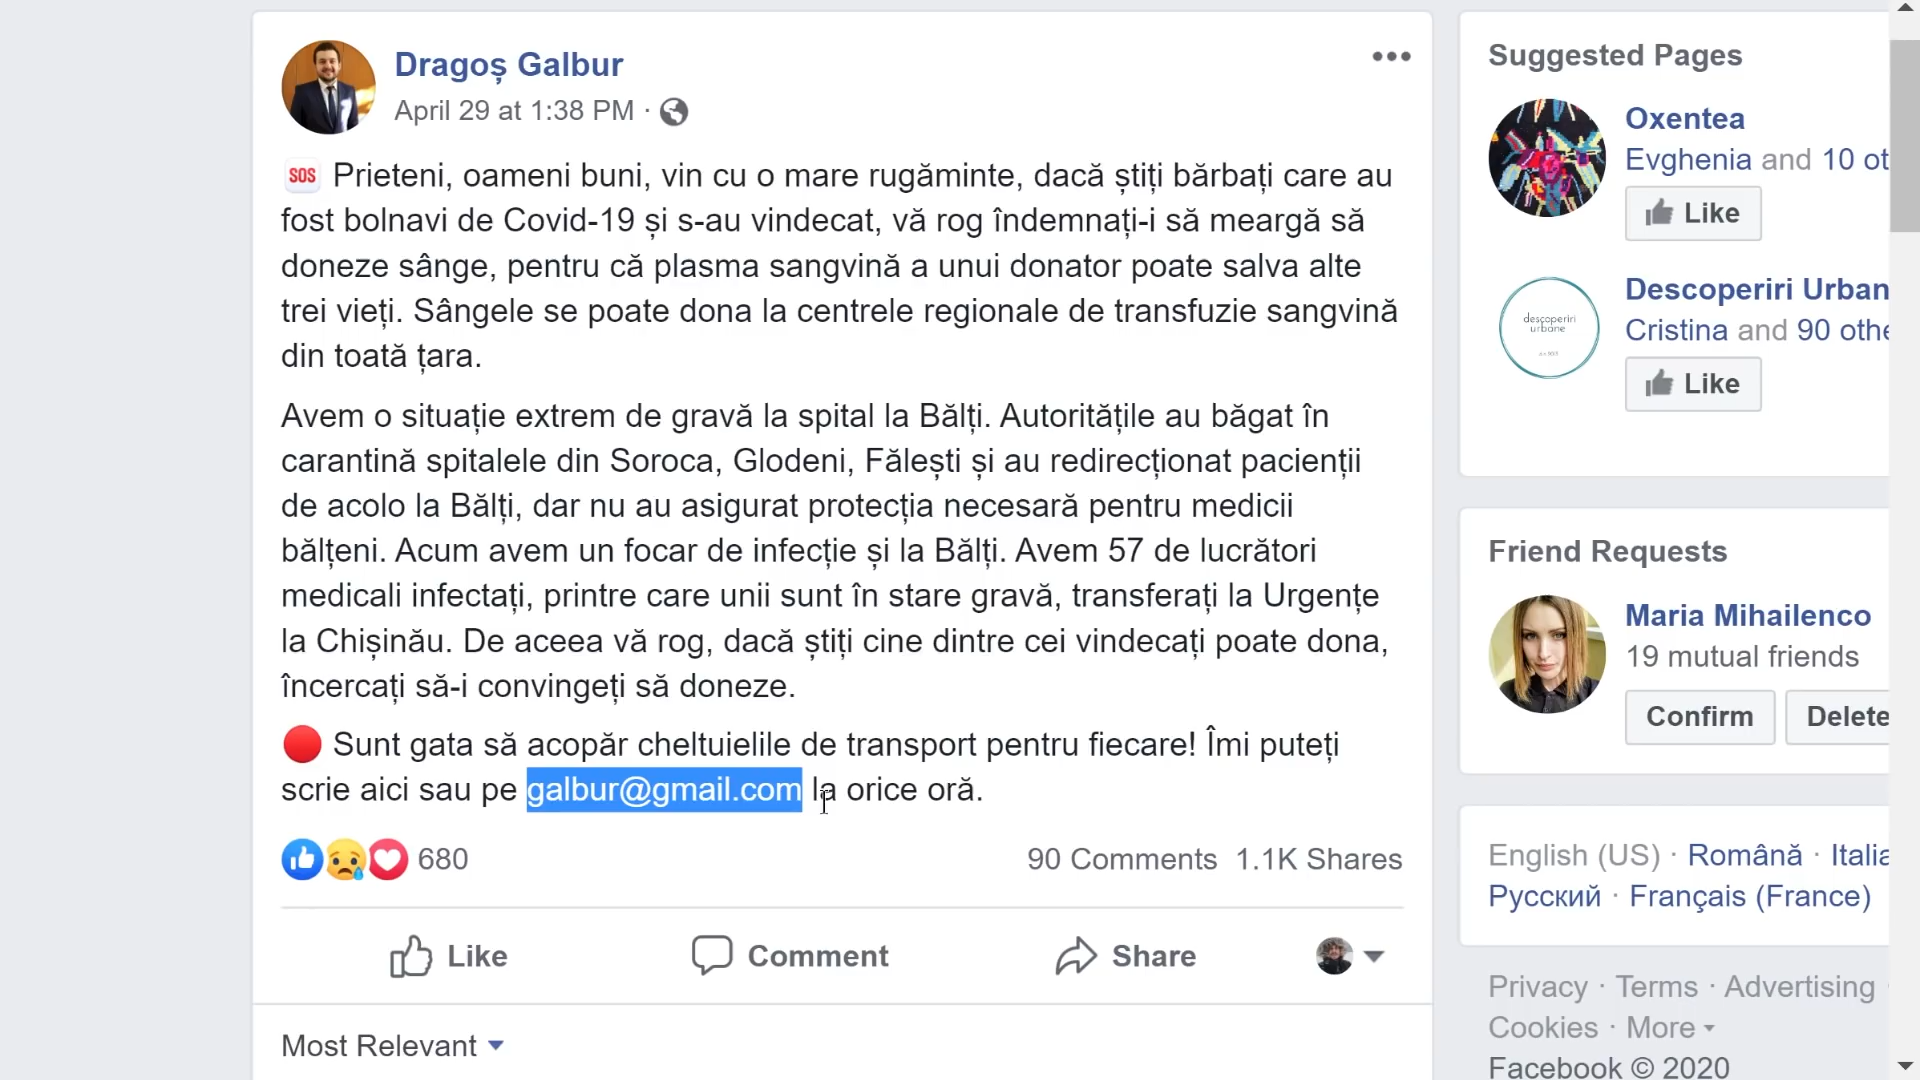 Dragoș Galbur
April 29 at 1:38 PM ·
SOS Prieteni, oameni buni, vin cu o mare rugăminte, dacă știți bărbați care au
fost bolnavi de Covid-19 și s-au vindecat, vă rog îndemnați-i să meargă să
doneze sânge, pentru că plasma sangvină a unui donator poate salva alte
trei vieți. Sângele se poate dona la centrele regionale de transfuzie sangvină
din toată țara.
Avem o situație extrem de gravă la spital la Bălți. Autoritățile au băgat în
carantină spitalele din Soroca, Glodeni, Fălești și au redirecționat pacienții
de acolo la Bălți, dar nu au asigurat protecția necesară pentru medicii
bălțeni. Acum avem un focar de infecție și la Bălți. Avem 57 de lucrători
medicali infectați, printre care unii sunt în stare gravă, transferați la Urgențe
la Chișinău. De aceea vă rog, dacă știți cine dintre cei vindecați poate dona,
încercați să-i convingeți să doneze.
Sunt gata să acopăr cheltuielile de transport pentru fiecare! Îmi puteți
scrie aici sau pe galbur@gmail.com la orice oră.
680
90 Comments 1.1K Shares
Like Comment Share
Most Relevant
Suggested Pages
Oxentea
Evghenia and 10 ot
Like
descoperiri
urbane
Descoperiri Urban
Cristina and 90 othe
Like
Friend Requests
Maria Mihailenco
19 mutual friends
Confirm Delete
English (US) · Română · Italia
Русский · Français (France)
Privacy · Terms · Advertising
Cookies · More
Facebook © 2020